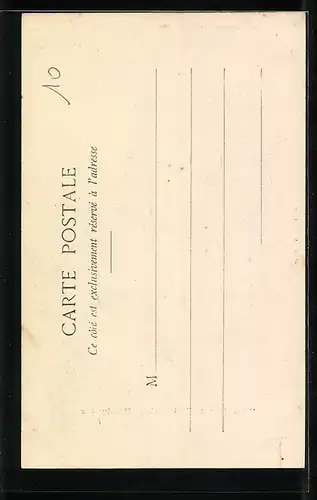 10
CARTE POSTALE
Ce côté est exclusivement réservé à l'adresse
M